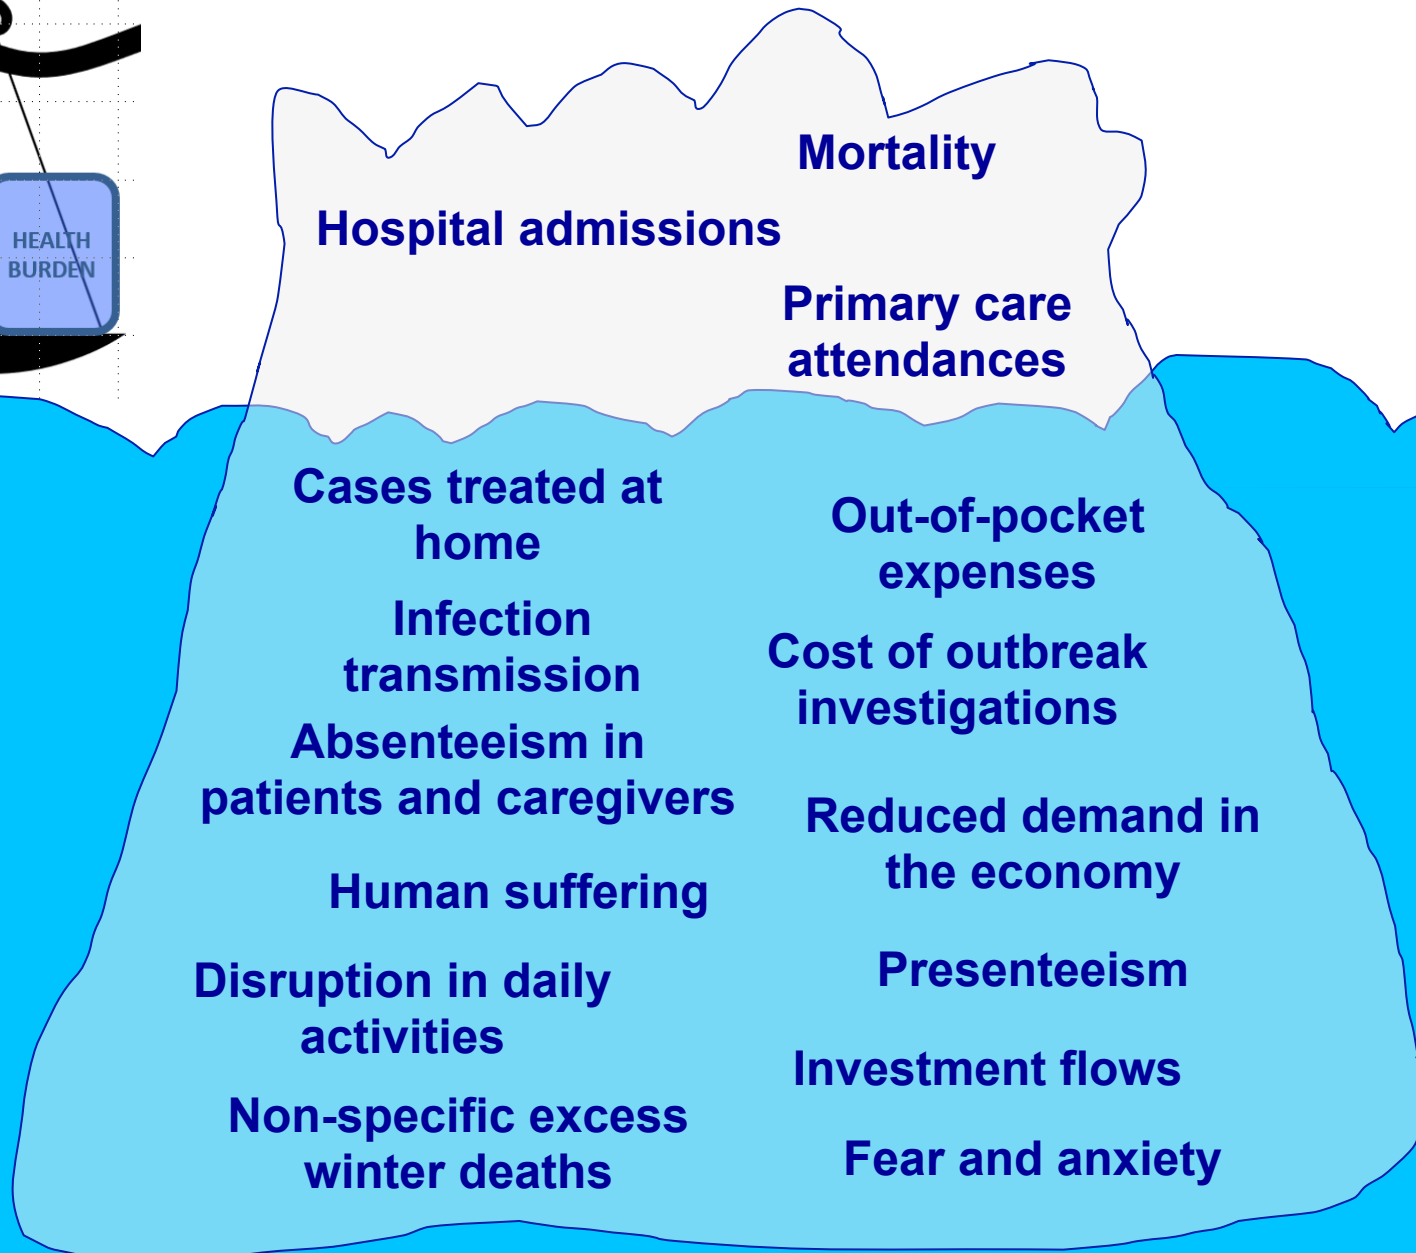 HEALTH
BURDEN
Mortality
Hospital admissions
Primary care
attendances
Cases treated at
home
Infection
transmission
Absenteeism in
patients and caregivers
Human suffering
Disruption in daily
activities
Non-specific excess
winter deaths
Out-of-pocket
expenses
Cost of outbreak
investigations
Reduced demand in
the economy
Presenteeism
Investment flows
Fear and anxiety